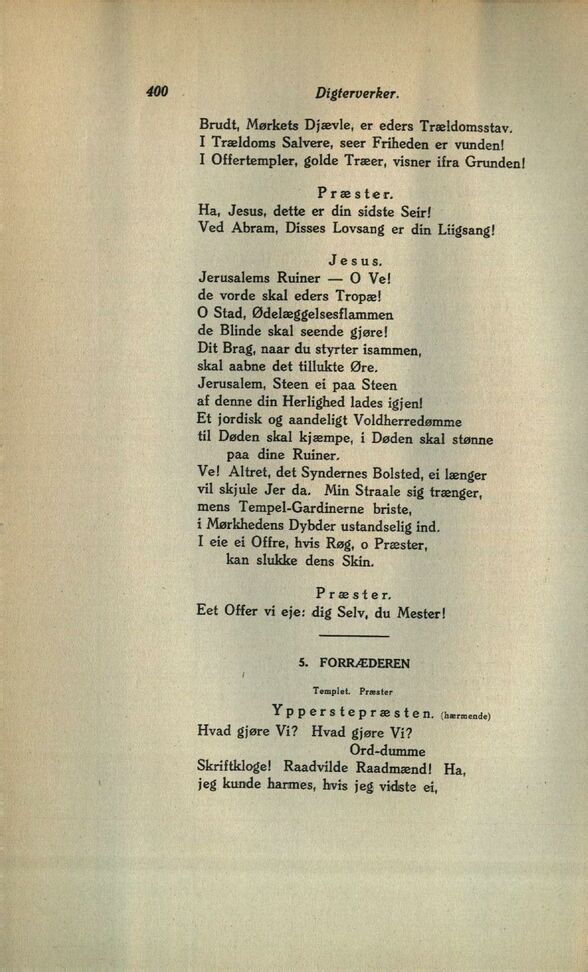 400
Digterverker.
Brudt, Mørkets Djævle, er eders Trældomsstav.
I Trældoms Salvere, seer Friheden er vunden!
I Offertempler, golde Træer, visner ifra Grunden!
Præster.
Ha, Jesus, dette er din sidste Seir!
Ved Abram, Disses Lovsang er din Liigsang!
Jesus.
Jerusalems Ruiner — O Ve!
de vorde skal eders Tropæ!
O Stad, Ødelæggelsesflammen
de Blinde skal seende gjøre!
Dit Brag, naar du styrter isammen,
skal aabne det tillukte Øre.
Jerusalem, Steen ei paa Steen
af denne din Herlighed lades igjen!
Et jordisk og aandeligt Voldherredømme
til Døden skal kjæmpe, i Døden skal stønne
paa dine Ruiner.
Ve! Altret, det Syndernes Bolsted, ei længer
vil skjule Jer da. Min Straale sig trænger,
mens Tempel-Gardinerne briste,
i Mørkhedens Dybder ustandselig ind.
I eie ei Offre, hvis Røg, o Præster,
kan slukke dens Skin.
Præster.
Eet Offer vi eje: dig Selv, du Mester!
5. FORRÆDEREN
Templet. Præster
Ypperstepræsten. (hærmende)
Hvad gjøre Vi? Hvad gjøre Vi?
Ord-dumme
Skriftkloge! Raadvilde Raadmænd! Ha,
jeg kunde harmes, hvis jeg vidste ei,